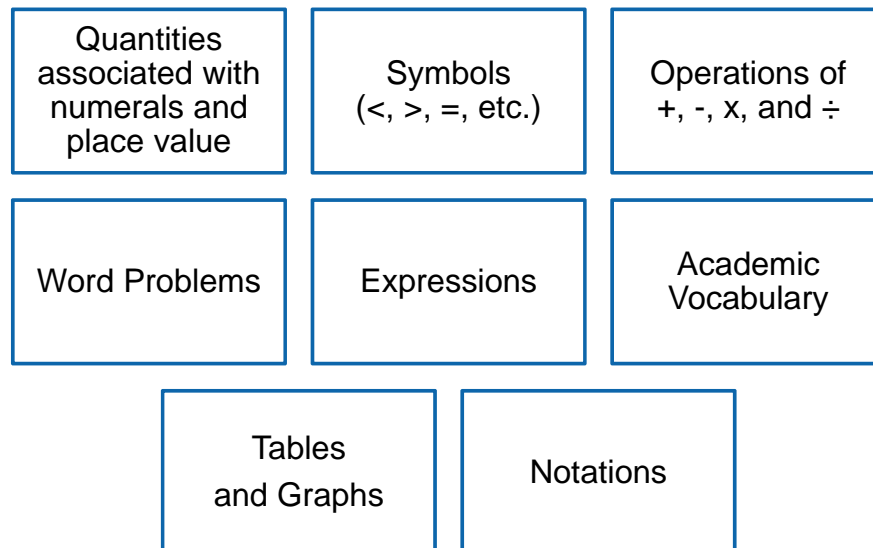 Quantities
associated with
numerals and
place value
Symbols
(<, >, =, etc.)
Operations of
+, -, x, and ÷
Word Problems
Expressions
Academic
Vocabulary
Tables
and Graphs
Notations